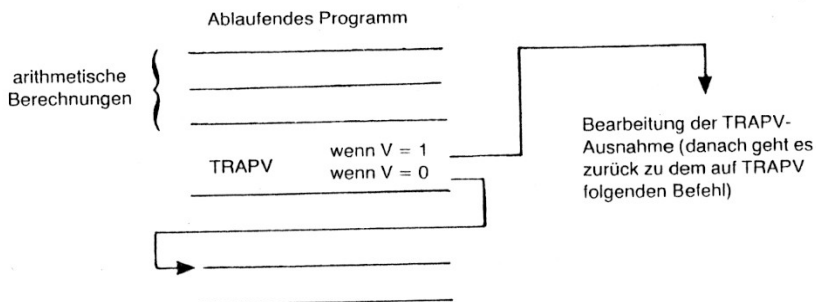 Ablaufendes Programm
arithmetische
Berechnungen
TRAPV wenn V = 1
wenn V = 0
Bearbeitung der TRAPV-
Ausnahme (danach geht es
zurück zu dem auf TRAPV
folgenden Befehl)